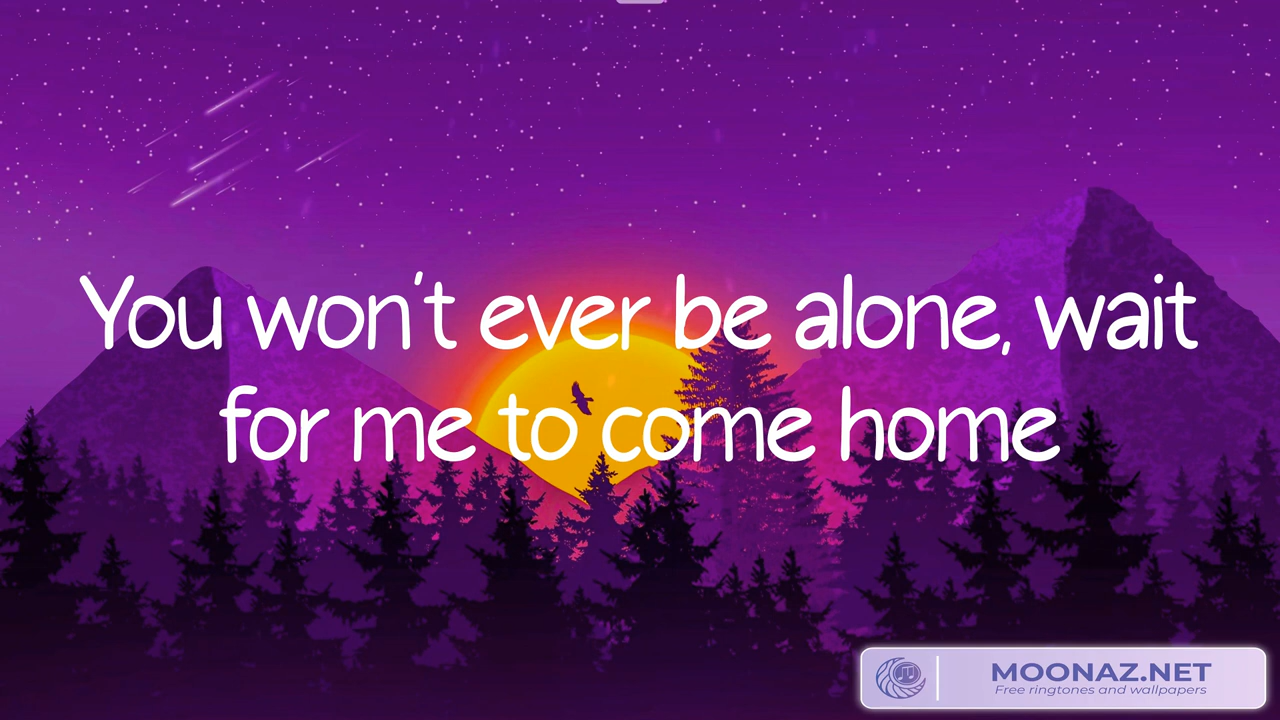 You won't ever be alone, wait
for me to come home
MOONAZ.NET
Free ringtones and wallpapers